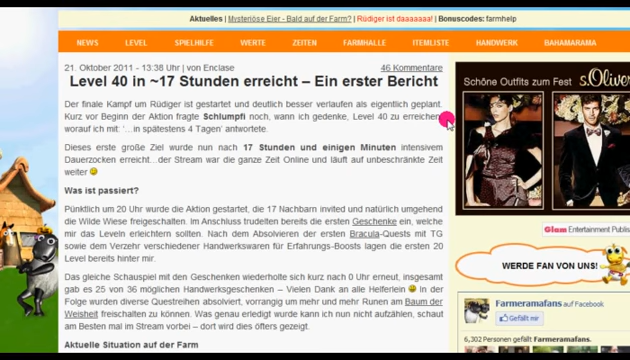 Aktuelles | Mysteriöse Eier - Bald auf der Farm? | Rüdiger ist daaaaaaa! | Bonuscodes: farmhelp
NEWS LEVEL SPIELHILFE WERTE ZEITEN FARMHALLE ITEMLISTE HANDWERK BAHAMARAMA
21. Oktober 2011 - 13:38 Uhr | von Enclase 46 Kommentare
Level 40 in ~17 Stunden erreicht – Ein erster Bericht
Der finale Kampf um Rüdiger ist gestartet und deutlich besser verlaufen als eigentlich geplant.
Kurz vor Beginn der Aktion fragte Schlumpfi noch, wann ich gedenke, Level 40 zu erreichen,
worauf ich mit: '…in spätestens 4 Tagen' antwortete.
Dieses erste große Ziel wurde nun nach 17 Stunden und einigen Minuten intensivem
Dauerzocken erreicht…der Stream war die ganze Zeit Online und läuft auf unbeschränkte Zeit
weiter
Was ist passiert?
Pünktlich um 20 Uhr wurde die Aktion gestartet, die 17 Nachbarn invited und natürlich umgehend
die Wilde Wiese freigeschalten. Im Anschluss trudelten bereits die ersten Geschenke ein, welche
mir das Leveln erleichtern sollten. Nach dem Absolvieren der ersten Bracula-Quests mit TG
sowie dem Verzehr verschiedener Handwerkswaren für Erfahrungs-Boosts lagen die ersten 20
Level bereits hinter mir.
Das gleiche Schauspiel mit den Geschenken wiederholte sich kurz nach 0 Uhr erneut, insgesamt
gab es 25 von 36 möglichen Handwerksgeschenken – Vielen Dank an alle Helferlein in der
Folge wurden diverse Questreihen absolviert, vorrangig um mehr und mehr Runen am Baum der
Weisheit freischalten zu können. Was genau erledigt wurde kann ich nun nicht aufzählen, schaut
am Besten mal im Stream vorbei – dort wird dies öfters gezeigt.
Aktuelle Situation auf der Farm
Schöne Outfits zum Fest s.Oliver
Glam Entertainment Publis
WERDE FAN VON UNS!
Farmeramafans auf Facebook
Gefällt mir
6,302 Personen gefällt Farmeramafans.